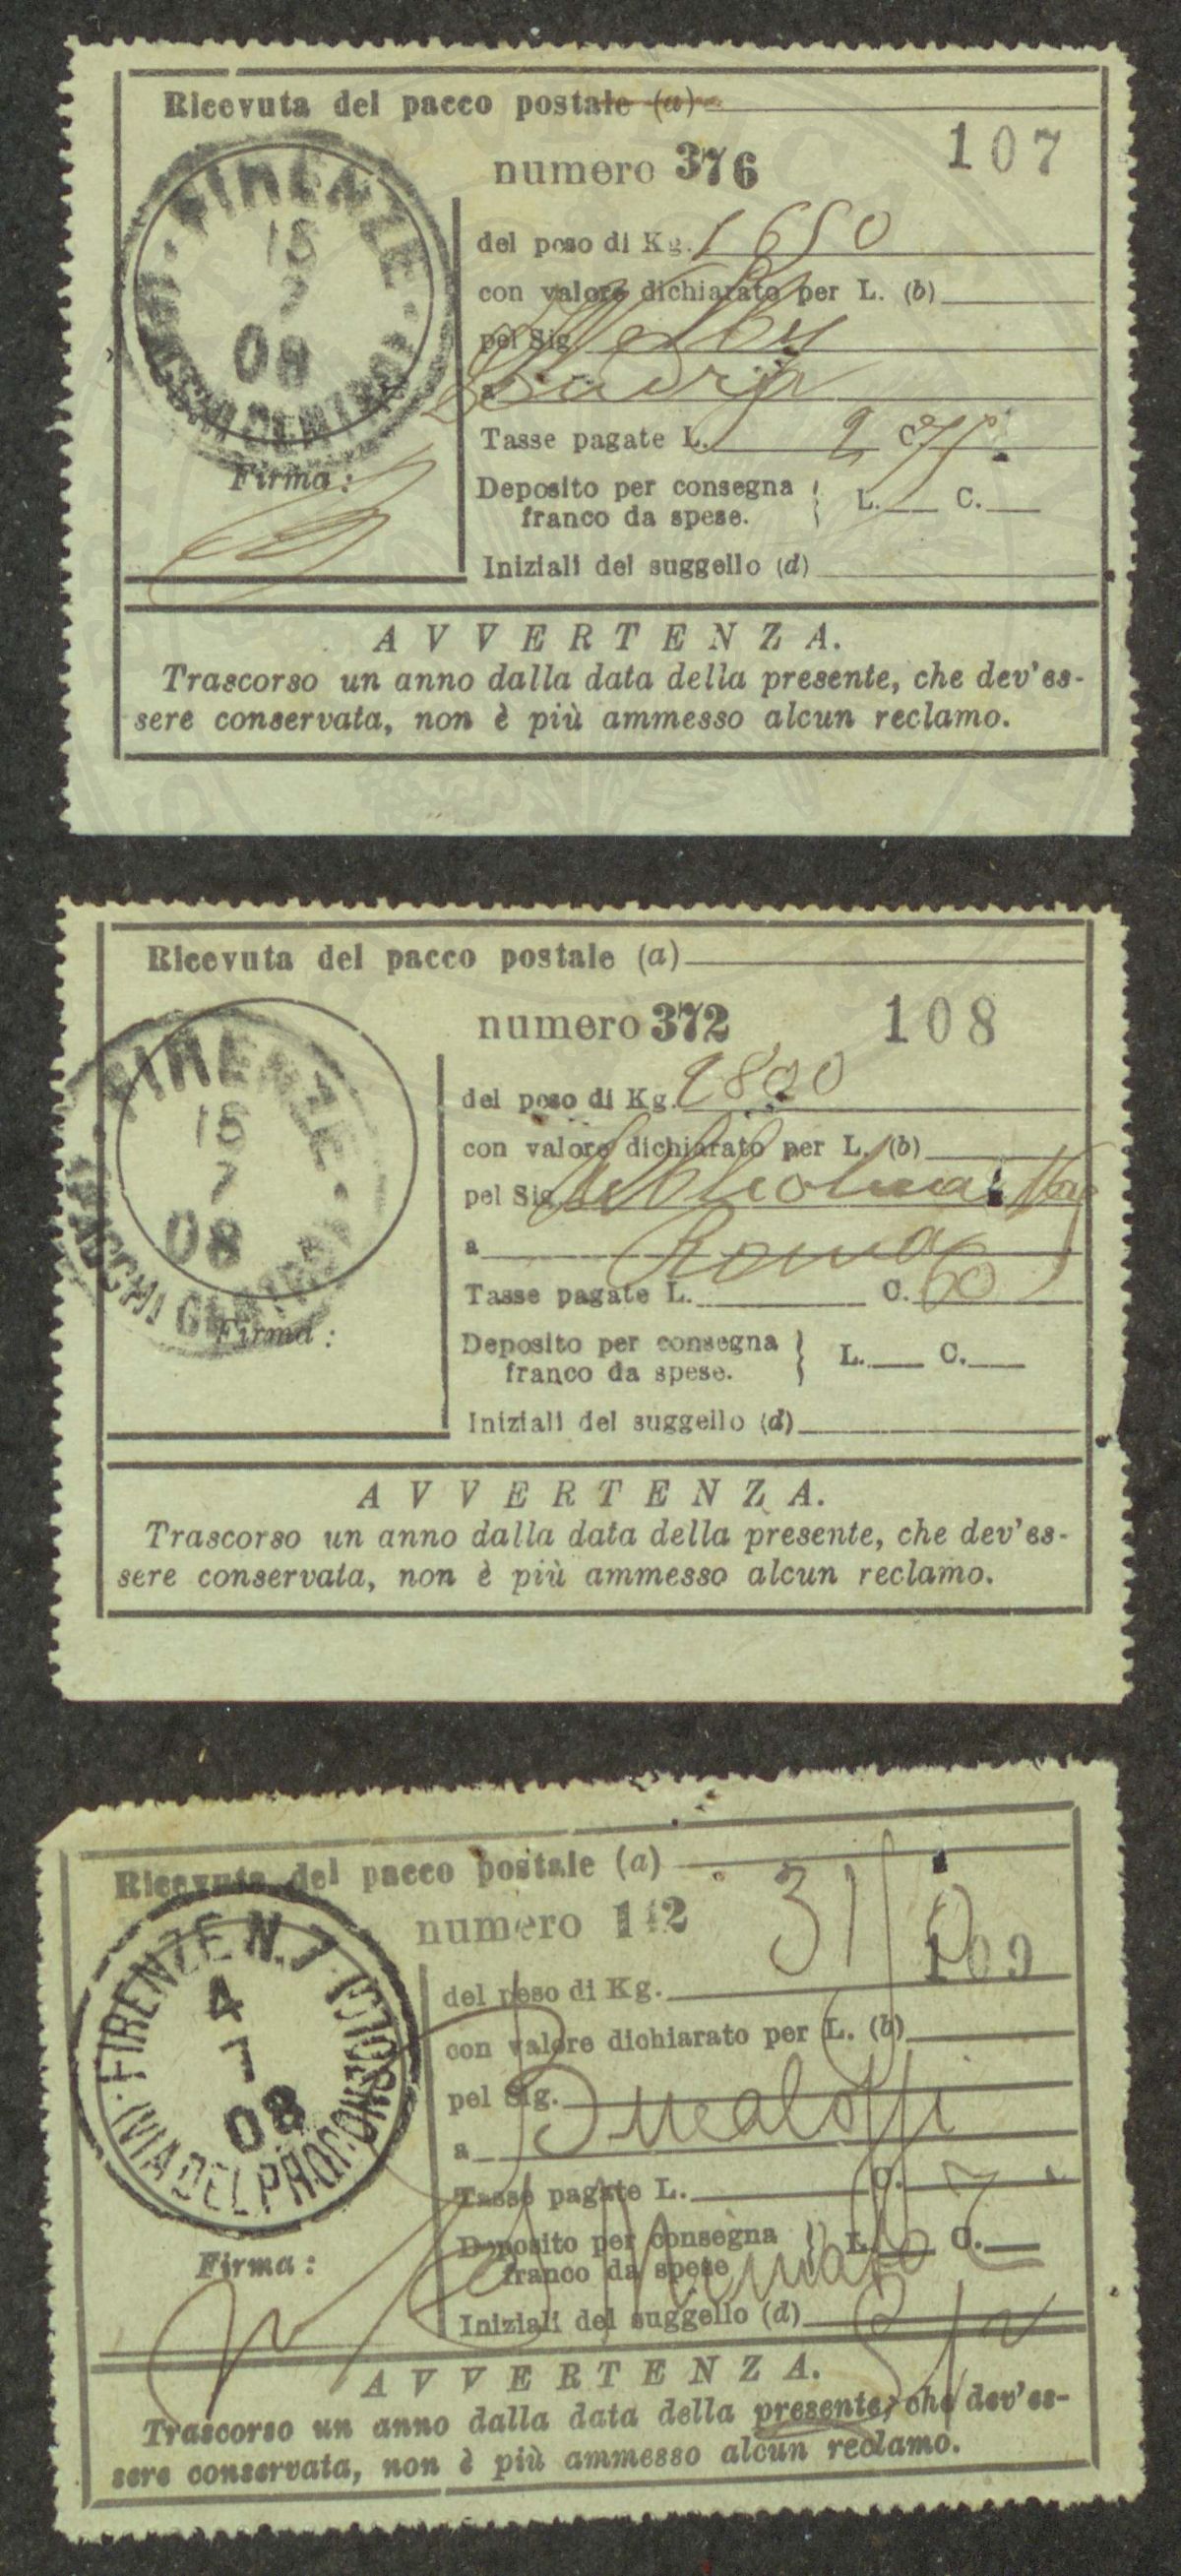 Ricevuta del pacco postale (a)
numero 376
107
FIRENZE
15
7
08
del peso di Kg. 1650
con valore dichiarato per L. (b)
pel Sig.
a
Tasse pagate L. 2 C. 75
Firma:
Deposito per consegna } L. C.
franco da spese.
Iniziali del suggello (d)
AVVERTENZA.
Trascorso un anno dalla data della presente, che dev'es-
sere conservata, non è più ammesso alcun reclamo.
Ricevuta del pacco postale (a)
numero 372
108
FIRENZE
15
7
08
del peso di Kg. 2800
con valore dichiarato per L. (b)
pel Sig.
a Roma
Tasse pagate L. C. 60
Firma:
Deposito per consegna } L. C.
franco da spese.
Iniziali del suggello (d)
AVVERTENZA.
Trascorso un anno dalla data della presente, che dev'es-
sere conservata, non è più ammesso alcun reclamo.
Ricevuta del pacco postale (a)
numero
109
FIRENZE N.7
4
7
08
(VIA DEL PROCONSOLO)
del peso di Kg.
con valore dichiarato per L. (b)
pel Sig.
a
Tasse pagate L. C.
Firma:
Deposito per consegna } L. C.
franco da spese
Iniziali del suggello (d)
AVVERTENZA.
Trascorso un anno dalla data della presente, che dev'es-
sere conservata, non è più ammesso alcun reclamo.